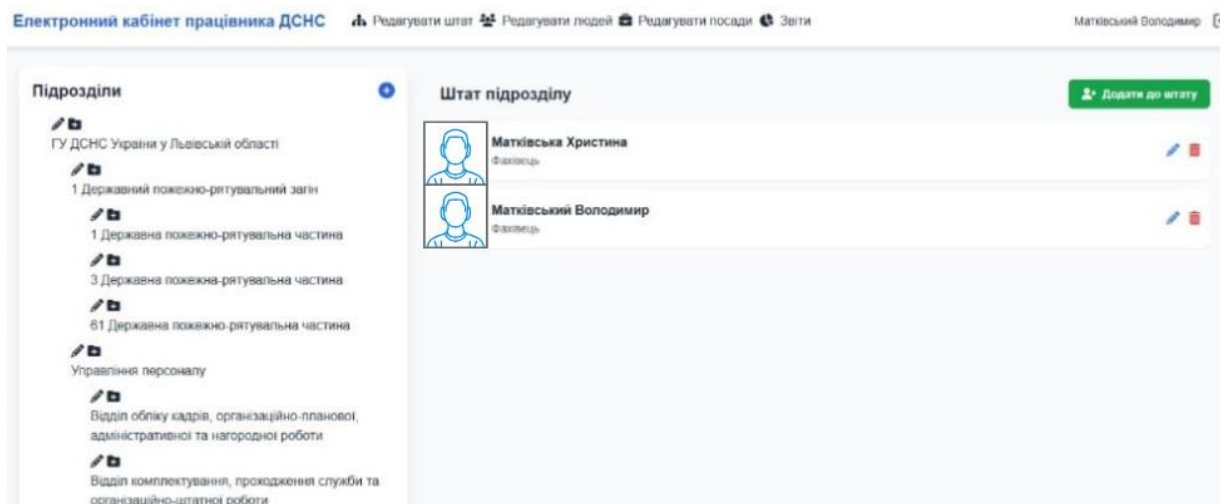 Електронний кабінет працівника ДСНС Редагувати штат Редагувати людей Редагувати посади Звіти Матківський Володимир
Підрозділи
ГУ ДСНС України у Львівській області
1 Державний пожежно-рятувальний загін
1 Державна пожежно-рятувальна частина
3 Державна пожежна-рятувальна частина
61 Державна пожежно-рятувальна частина
Управління персоналу
Відділ обліку кадрів, організаційно-планової,
адміністративної та нагородної роботи
Відділ комплектування, проходження служби та
організаційно-штатної роботи
Штат підрозділу
Додати до штату
Матківська Христина
Фахівець
Матківський Володимир
Фахівець